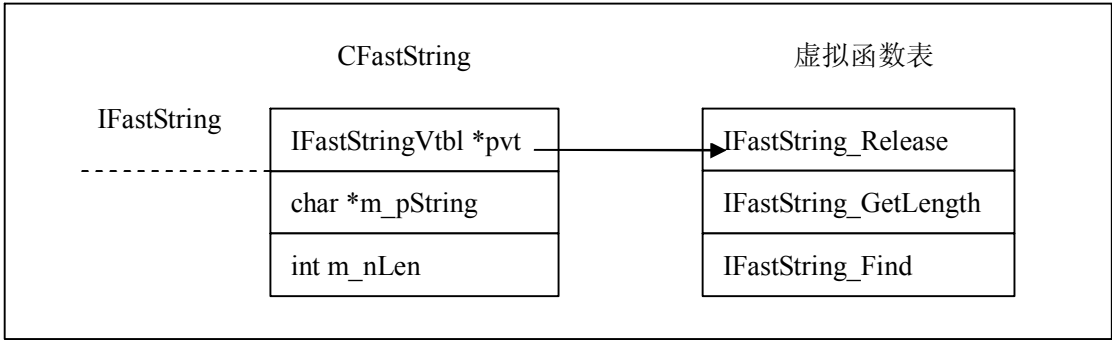 CFastString
虚拟函数表
IFastString
IFastStringVtbl *pvt
IFastString_Release
char *m_pString
IFastString_GetLength
int m_nLen
IFastString_Find